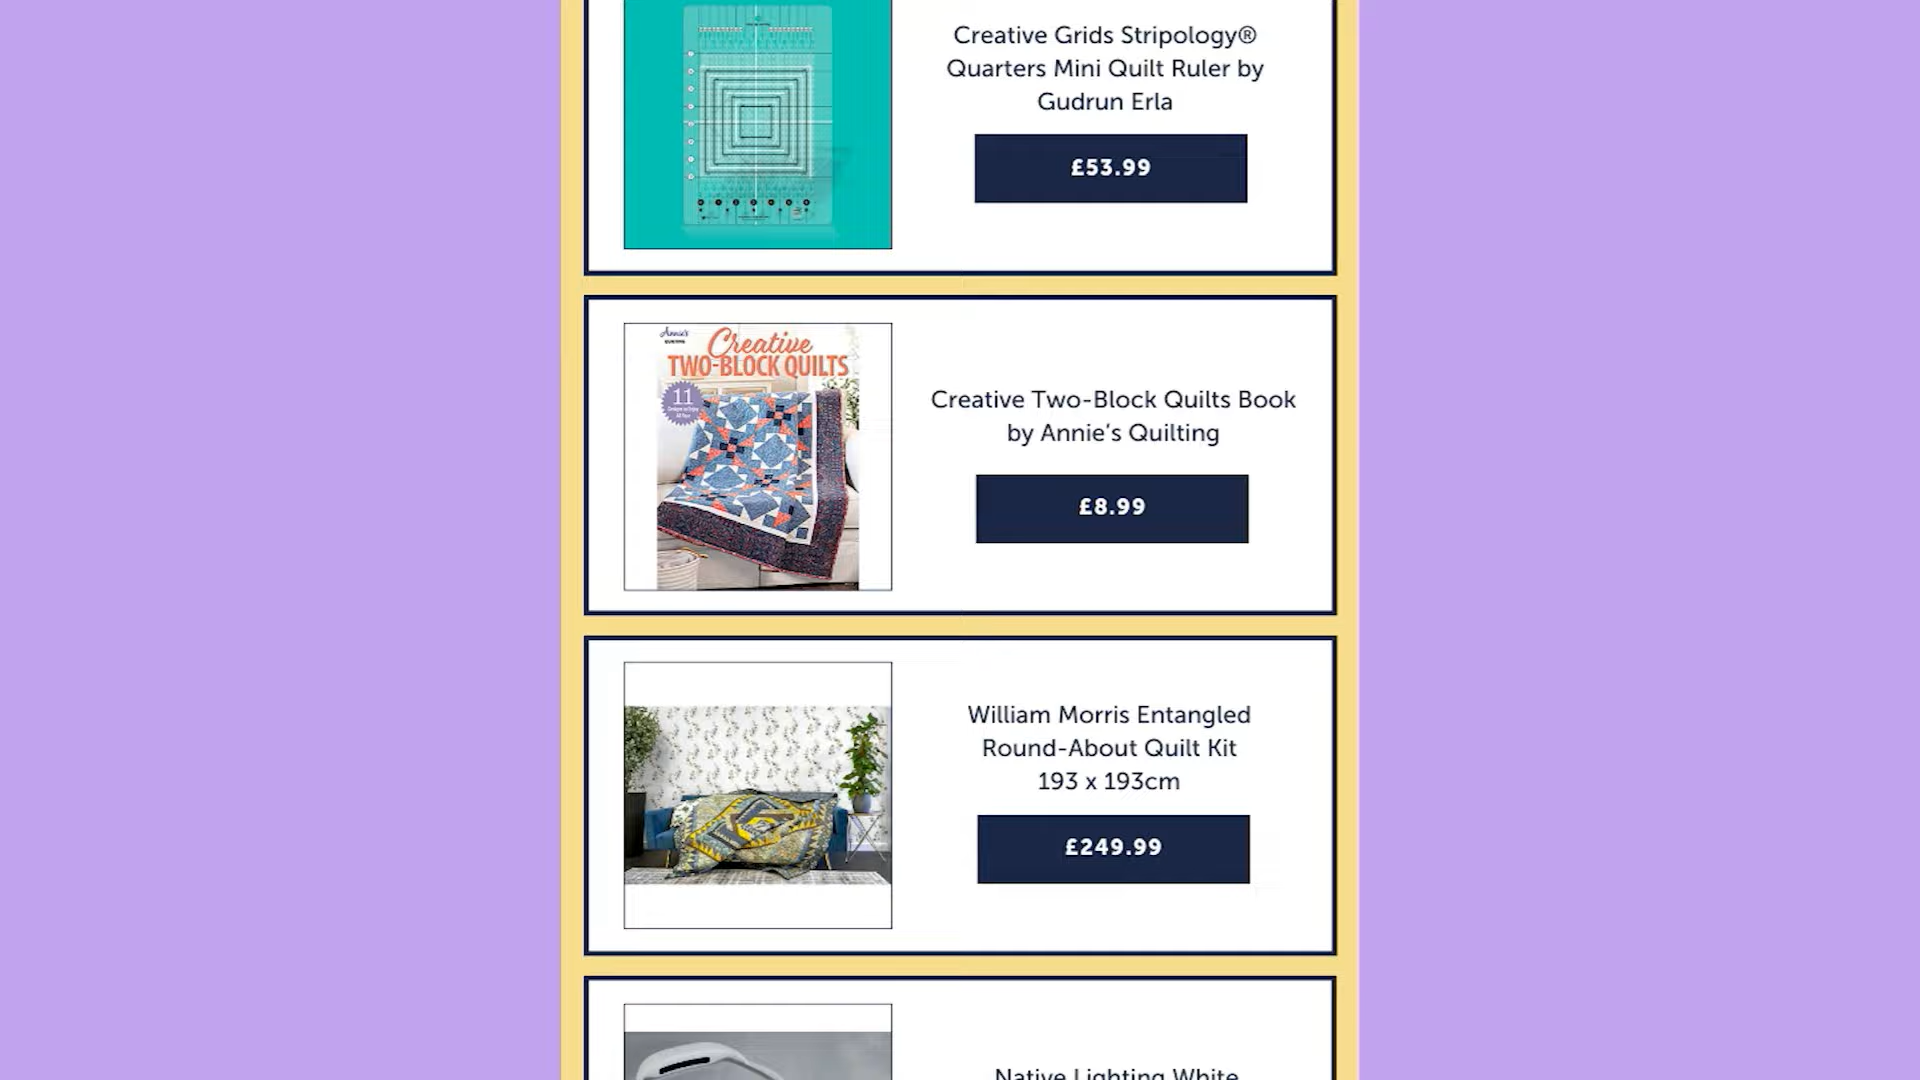 Creative Grids Stripology®
Quarters Mini Quilt Ruler by
Gudrun Erla
£53.99
Annie's
QUILTING
Creative
TWO-BLOCK QUILTS
11
Creative Two-Block Quilts Book
by Annie’s Quilting
£8.99
William Morris Entangled
Round-About Quilt Kit
193 x 193cm
£249.99
Native Lighting White